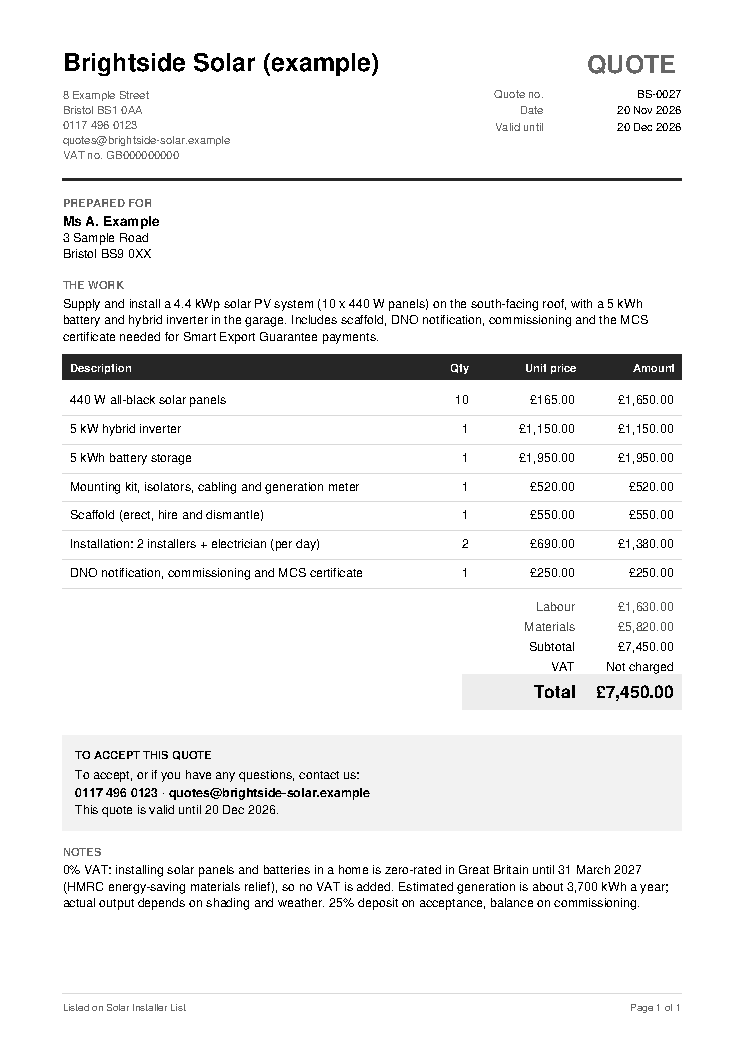 Brightside Solar (example)
QUOTE
8 Example Street
Bristol BS1 0AA
0117 496 0123
quotes@brightside-solar.example
VAT no. GB000000000
Quote no. BS-0027
Date 20 Nov 2026
Valid until 20 Dec 2026
PREPARED FOR
Ms A. Example
3 Sample Road
Bristol BS9 0XX
THE WORK
Supply and install a 4.4 kWp solar PV system (10 x 440 W panels) on the south-facing roof, with a 5 kWh
battery and hybrid inverter in the garage. Includes scaffold, DNO notification, commissioning and the MCS
certificate needed for Smart Export Guarantee payments.
Description Qty Unit price Amount
440 W all-black solar panels 10 £165.00 £1,650.00
5 kW hybrid inverter 1 £1,150.00 £1,150.00
5 kWh battery storage 1 £1,950.00 £1,950.00
Mounting kit, isolators, cabling and generation meter 1 £520.00 £520.00
Scaffold (erect, hire and dismantle) 1 £550.00 £550.00
Installation: 2 installers + electrician (per day) 2 £690.00 £1,380.00
DNO notification, commissioning and MCS certificate 1 £250.00 £250.00
Labour £1,630.00
Materials £5,820.00
Subtotal £7,450.00
VAT Not charged
Total £7,450.00
TO ACCEPT THIS QUOTE
To accept, or if you have any questions, contact us:
0117 496 0123 · quotes@brightside-solar.example
This quote is valid until 20 Dec 2026.
NOTES
0% VAT: installing solar panels and batteries in a home is zero-rated in Great Britain until 31 March 2027
(HMRC energy-saving materials relief), so no VAT is added. Estimated generation is about 3,700 kWh a year;
actual output depends on shading and weather. 25% deposit on acceptance, balance on commissioning.
Listed on Solar Installer List
Page 1 of 1